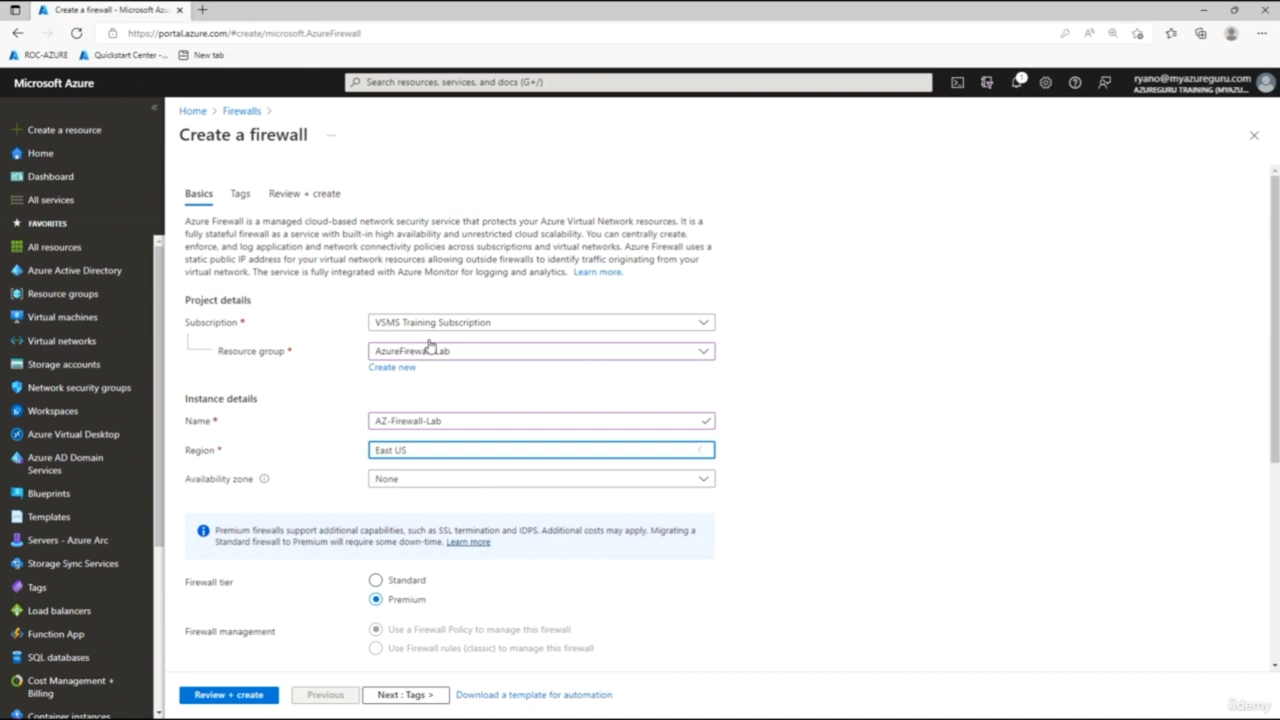 Create a firewall - Microsoft Az
https://portal.azure.com/#create/microsoft.AzureFirewall
ROC-AZURE
Quickstart Center -...
New tab
Microsoft Azure
Search resources, services, and docs (G+/)
1
ryano@myazureguru.com
AZUREGURU TRAINING (MYAZU...
Create a resource
Home
Dashboard
All services
FAVORITES
All resources
Azure Active Directory
Resource groups
Virtual machines
Virtual networks
Storage accounts
Network security groups
Workspaces
Azure Virtual Desktop
Azure AD Domain
Services
Blueprints
Templates
Servers - Azure Arc
Storage Sync Services
Tags
Load balancers
Function App
SQL databases
Cost Management +
Billing
Container instances
Home > Firewalls >
Create a firewall ...
Basics Tags Review + create
Azure Firewall is a managed cloud-based network security service that protects your Azure Virtual Network resources. It is a
fully stateful firewall as a service with built-in high availability and unrestricted cloud scalability. You can centrally create,
enforce, and log application and network connectivity policies across subscriptions and virtual networks. Azure Firewall uses a
static public IP address for your virtual network resources allowing outside firewalls to identify traffic originating from your
virtual network. The service is fully integrated with Azure Monitor for logging and analytics. Learn more.
Project details
Subscription * VSMS Training Subscription
Resource group * AzureFirewallLab
Create new
Instance details
Name * AZ-Firewall-Lab
Region * East US
Availability zone None
Premium firewalls support additional capabilities, such as SSL termination and IDPS. Additional costs may apply. Migrating a
Standard firewall to Premium will require some down-time. Learn more
Firewall tier
Standard
Premium
Firewall management
Use a Firewall Policy to manage this firewall
Use Firewall rules (classic) to manage this firewall
Review + create Previous Next : Tags > Download a template for automation
ûdemy